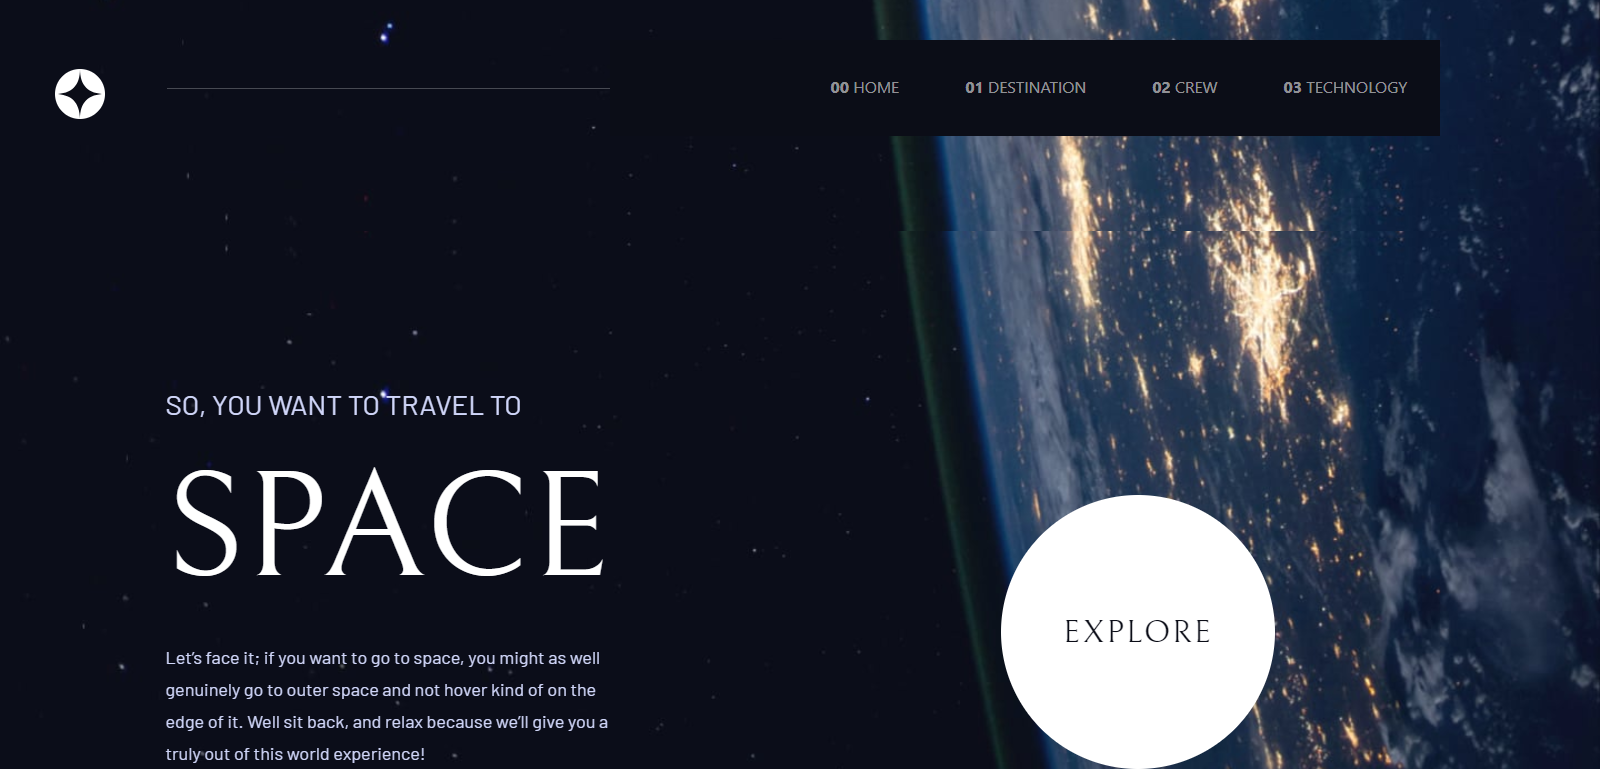 00 HOME 01 DESTINATION 02 CREW 03 TECHNOLOGY
SO, YOU WANT TO TRAVEL TO
SPACE
Let’s face it; if you want to go to space, you might as well
genuinely go to outer space and not hover kind of on the
edge of it. Well sit back, and relax because we’ll give you a
truly out of this world experience!
EXPLORE